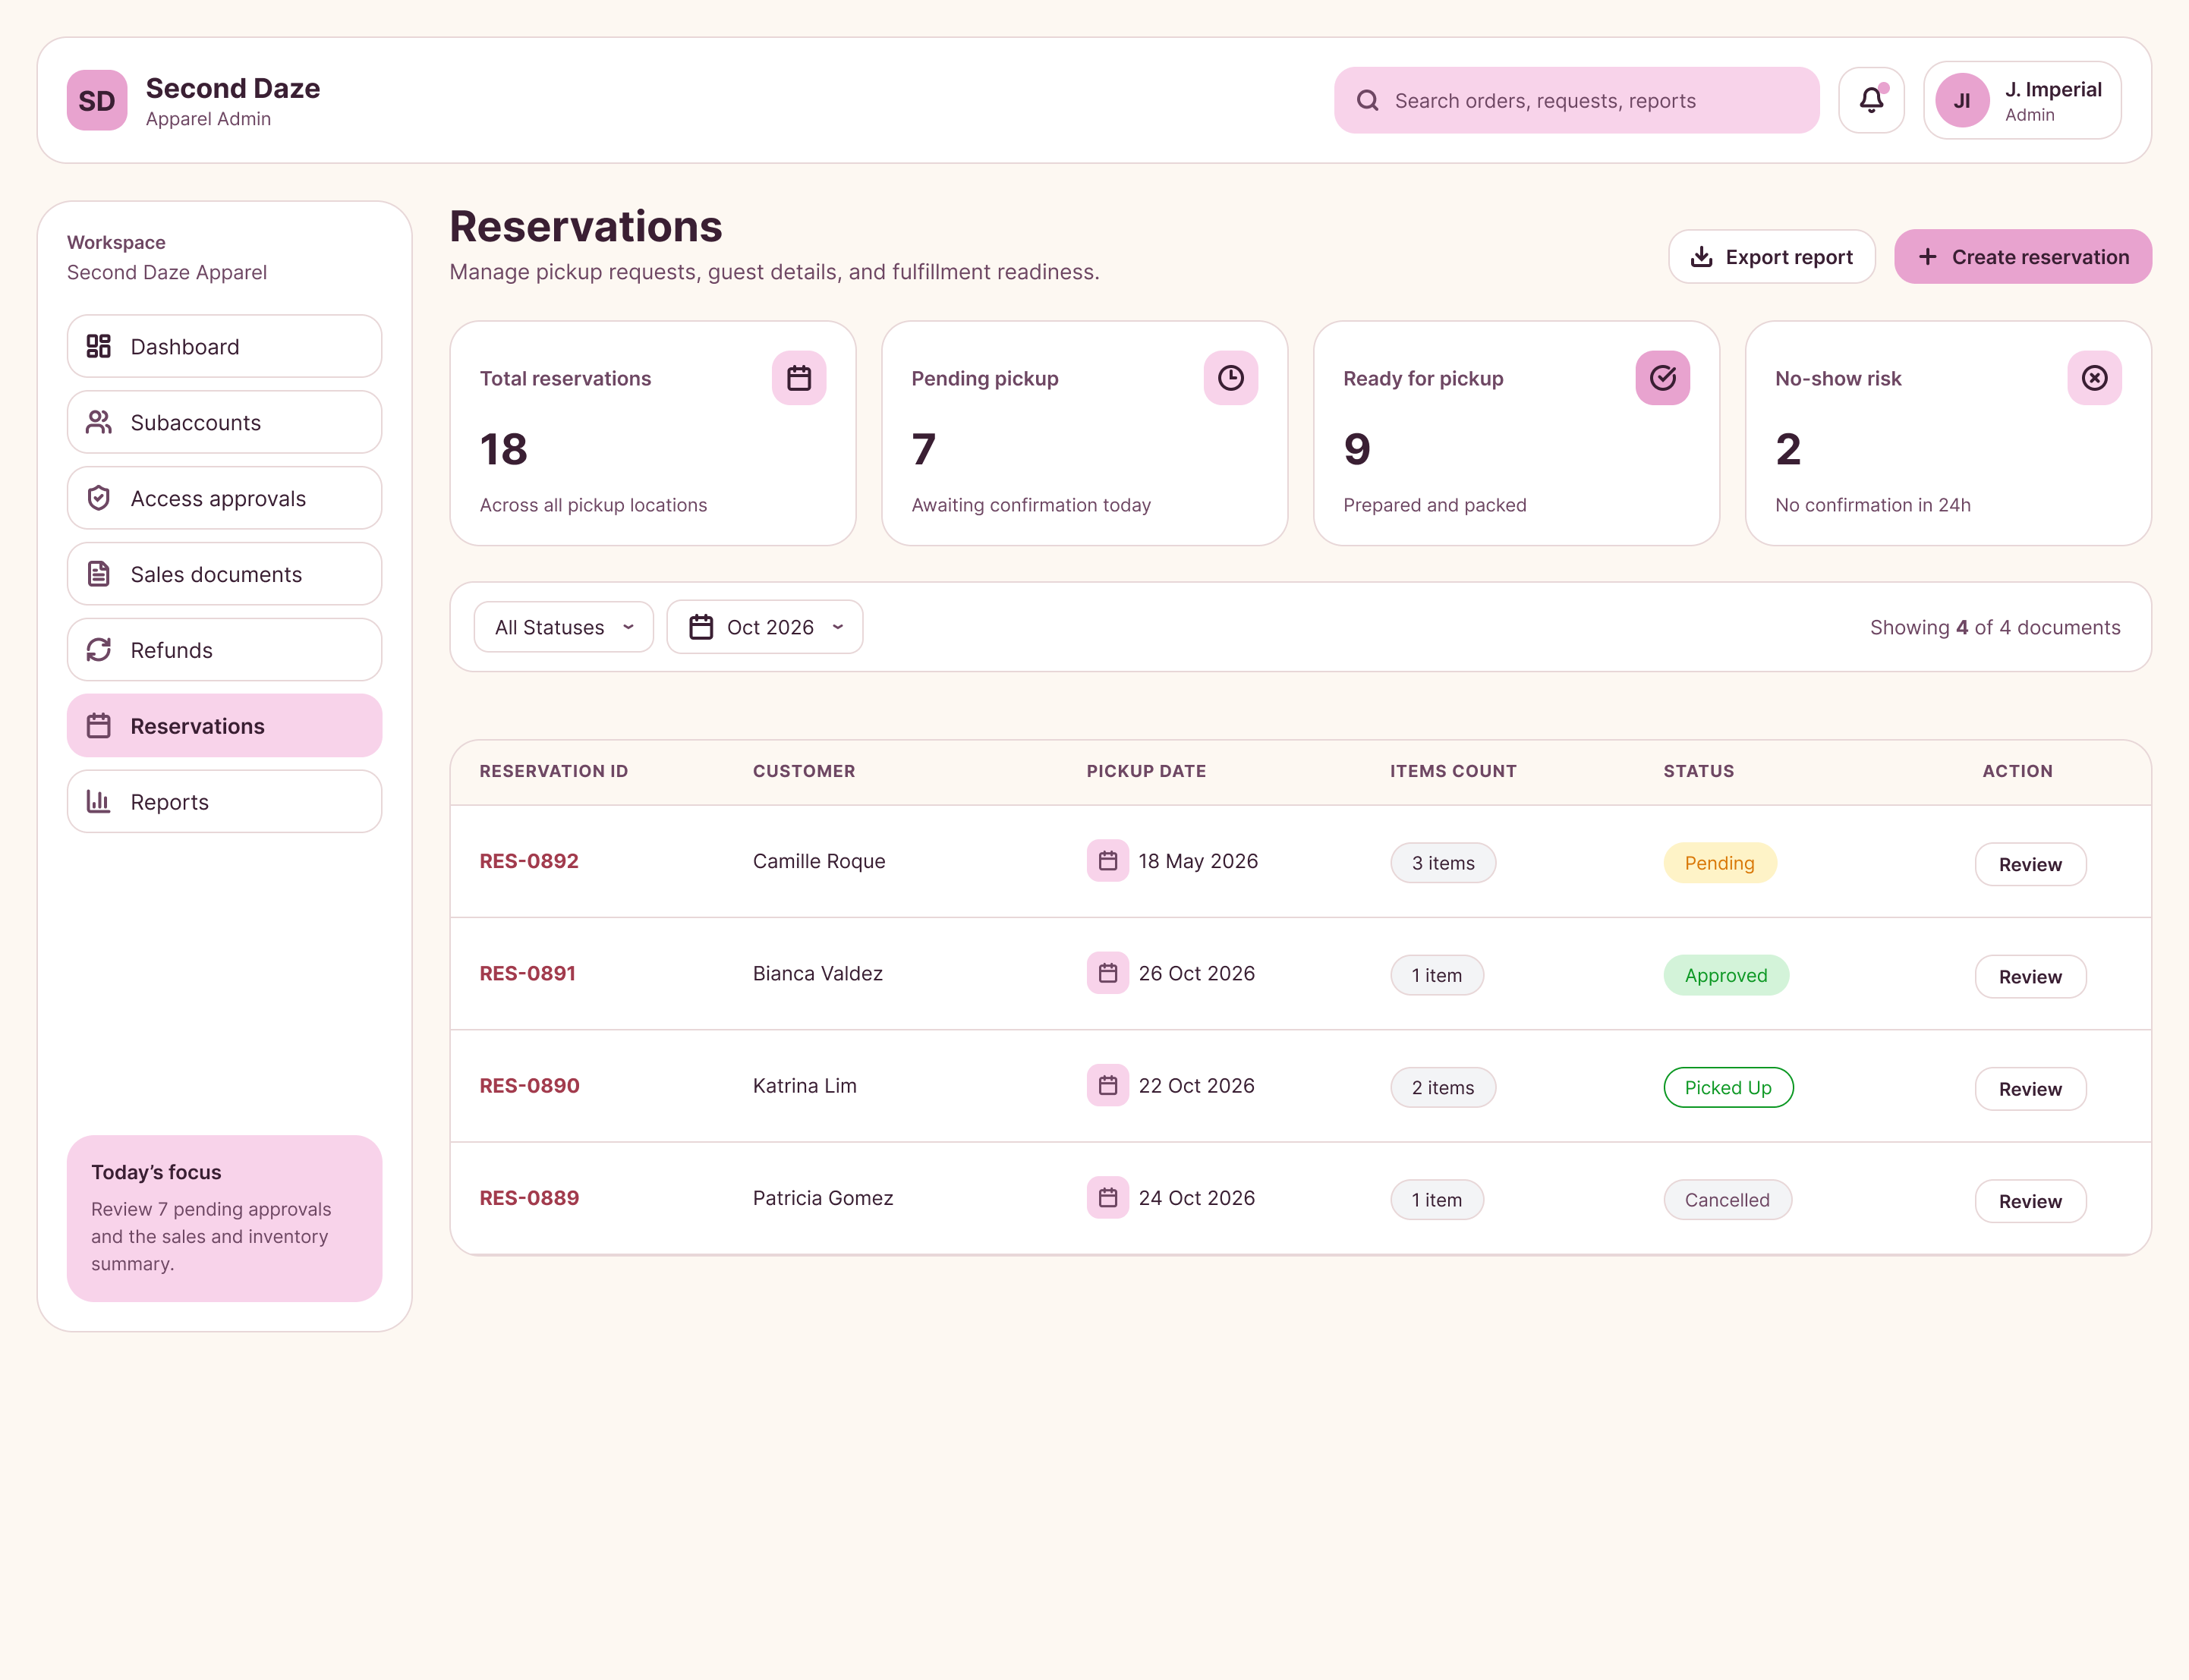 SD
Second Daze
Apparel Admin
Search orders, requests, reports
JI
J. Imperial
Admin
Workspace
Second Daze Apparel
Dashboard
Subaccounts
Access approvals
Sales documents
Refunds
Reservations
Reports
Today’s focus
Review 7 pending approvals
and the sales and inventory
summary.
Reservations
Manage pickup requests, guest details, and fulfillment readiness.
Export report
Create reservation
Total reservations
18
Across all pickup locations
Pending pickup
7
Awaiting confirmation today
Ready for pickup
9
Prepared and packed
No-show risk
2
No confirmation in 24h
All Statuses
Oct 2026
Showing 4 of 4 documents
RESERVATION ID CUSTOMER PICKUP DATE ITEMS COUNT STATUS ACTION
RES-0892 Camille Roque 18 May 2026 3 items Pending Review
RES-0891 Bianca Valdez 26 Oct 2026 1 item Approved Review
RES-0890 Katrina Lim 22 Oct 2026 2 items Picked Up Review
RES-0889 Patricia Gomez 24 Oct 2026 1 item Cancelled Review